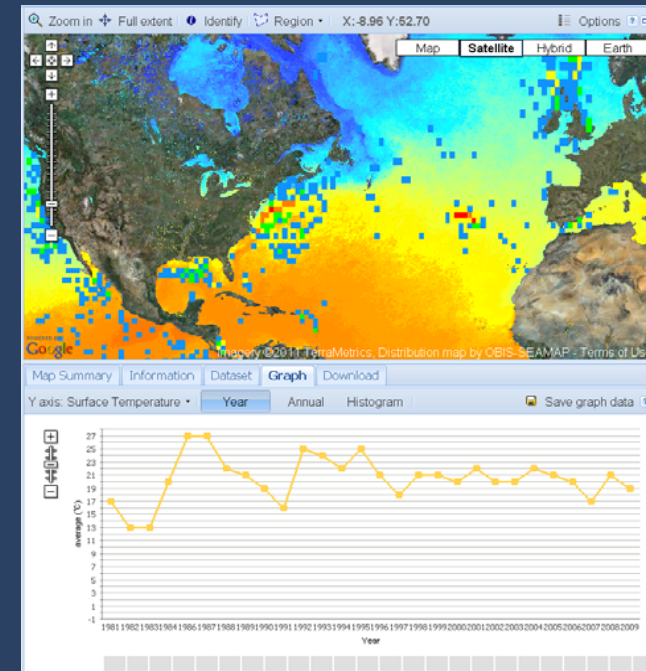 Zoom in Full extent Identify Region X:-8.96 Y:52.70 Options
Map Satellite Hybrid Earth
POWERED BY
Google
Imagery ©2011 TerraMetrics, Distribution map by OBIS-SEAMAP - Terms of Us
Map Summary Information Dataset Graph Download
Y axis: Surface Temperature Year Annual Histogram Save graph data
27
25
23
21
19
17
15
13
11
9
7
5
3
1
-1
average (℃)
1981 1982 1983 1984 1986 1987 1988 1989 1990 1991 1992 1993 1994 1995 1996 1997 1998 1999 2000 2001 2002 2003 2004 2005 2006 2007 2008 2009
Year